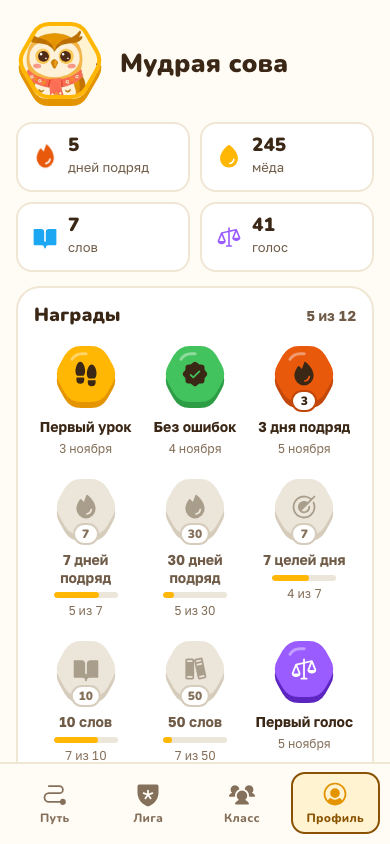 Мудрая сова
5
дней подряд
245
мёда
7
слов
41
голос
Награды
5 из 12
3
Первый урок
Без ошибок
3 дня подряд
3 ноября
4 ноября
5 ноября
7
30
7
7 дней
подряд
5 из 7
30 дней
подряд
5 из 30
7 целей дня
4 из 7
10
50
10 слов
50 слов
Первый голос
7 из 10
7 из 50
5 ноября
Путь
Лига
Класс
Профиль